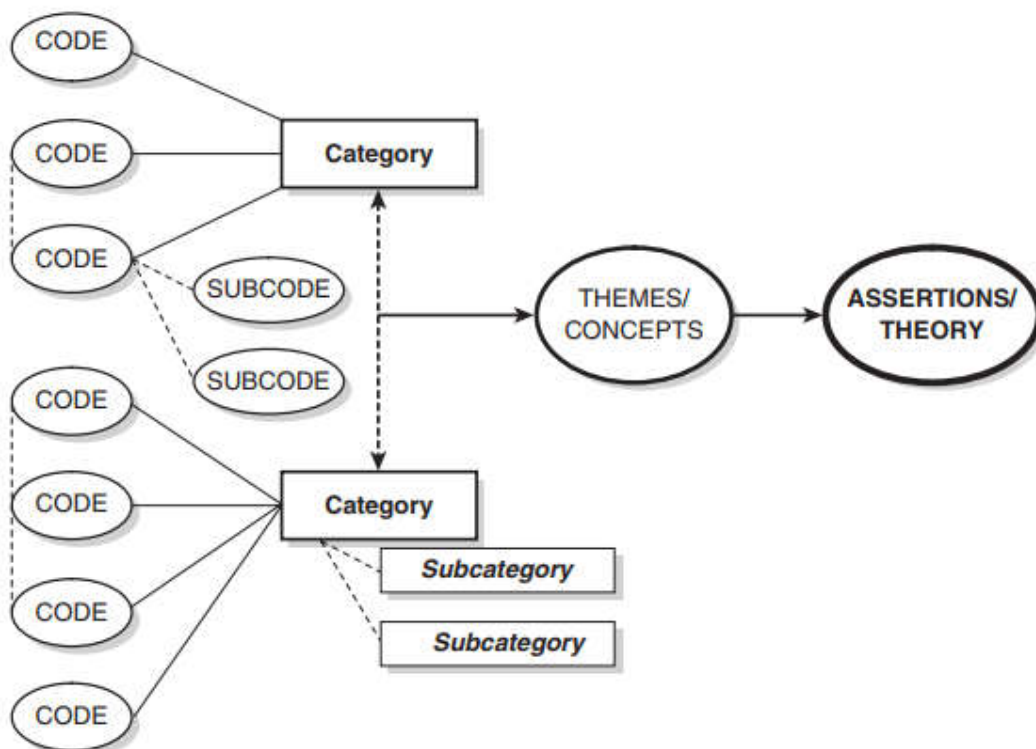 CODE
CODE
Category
CODE
SUBCODE
THEMES/
CONCEPTS
ASSERTIONS/
THEORY
SUBCODE
CODE
CODE
Category
Subcategory
CODE
Subcategory
CODE